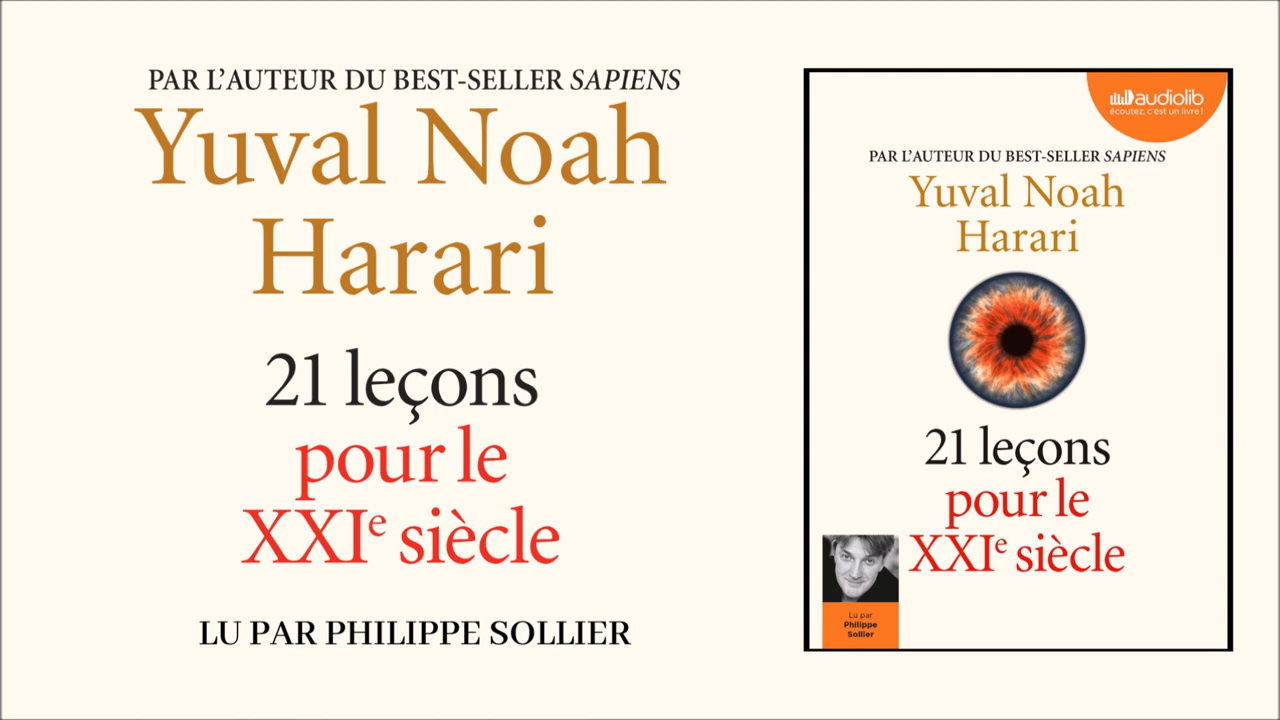 PAR L'AUTEUR DU BEST-SELLER SAPIENS
Yuval Noah
Harari
21 leçons
pour le
XXIe siècle
LU PAR PHILIPPE SOLLIER
audiolib
écoutez, c'est un livre !
PAR L'AUTEUR DU BEST-SELLER SAPIENS
Yuval Noah
Harari
21 leçons
pour le
XXIe siècle
Lu par
Philippe
Sollier